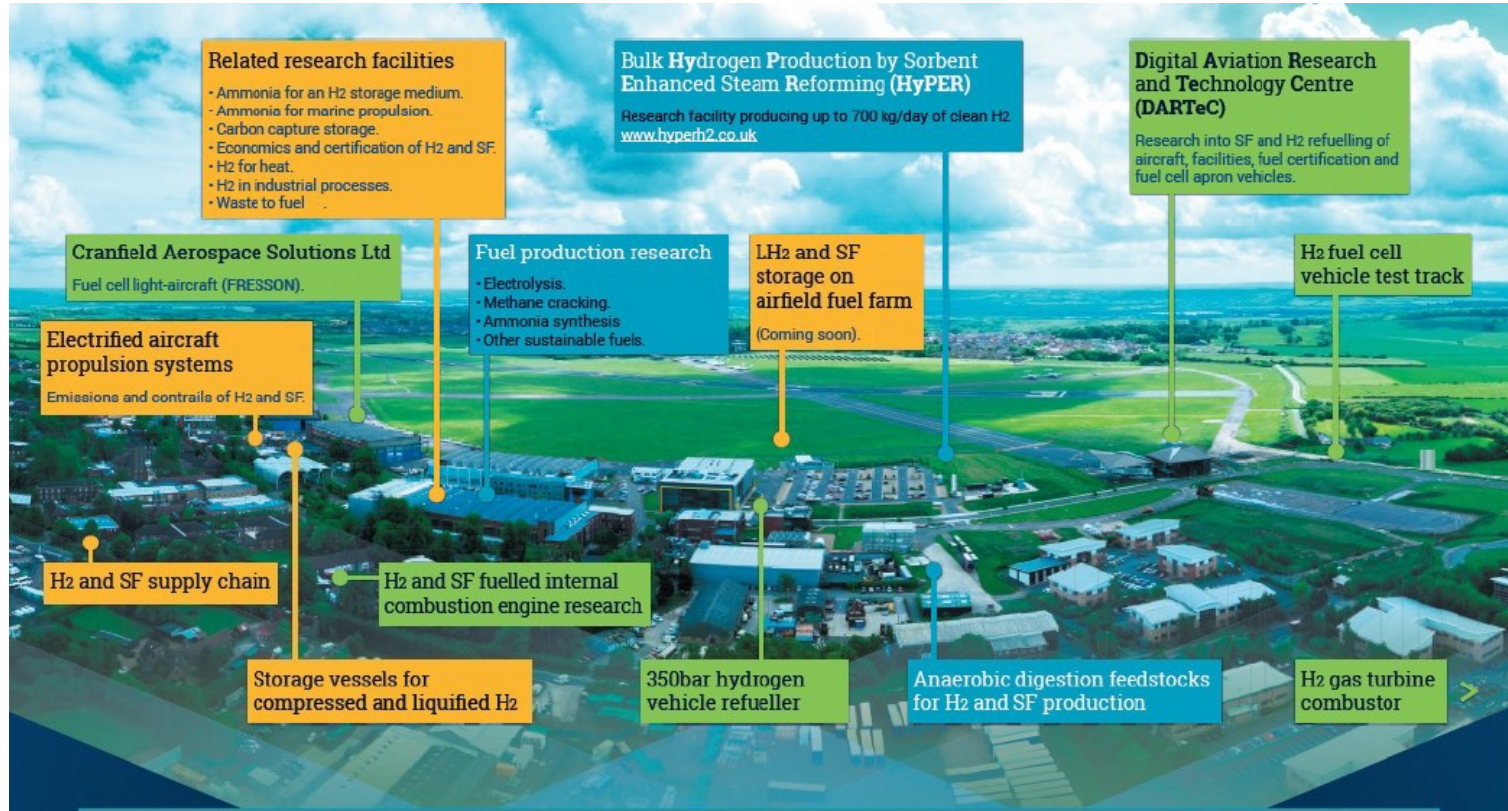 Related research facilities
• Ammonia for an H2 storage medium.
- Ammonia for marine propulsion.
• Carbon capture storage.
• Economics and certification of H2 and SF.
• H2 for heat.
• H2 in industrial processes.
• Waste to fuel .
Bulk Hydrogen Production by Sorbent
Enhanced Steam Reforming (HyPER)
Research facility producing up to 700 kg/day of clean H2
www.hyperh2.co.uk
Digital Aviation Research
and Technology Centre
(DARTeC)
Research into SF and H2 refuelling of
aircraft, facilities, fuel certification and
fuel cell apron vehicles.
Cranfield Aerospace Solutions Ltd
Fuel cell light-aircraft (FRESSON).
Fuel production research
• Electrolysis.
• Methane cracking.
• Ammonia synthesis
• Other sustainable fuels.
LH2 and SF
storage on
airfield fuel farm
(Coming soon).
H2 fuel cell
vehicle test track
Electrified aircraft
propulsion systems
Emissions and contrails of H2 and SF.
H2 and SF supply chain
H2 and SF fuelled internal
combustion engine research
Storage vessels for
compressed and liquified H2
350bar hydrogen
vehicle refueller
Anaerobic digestion feedstocks
for H2 and SF production
H2 gas turbine
combustor
>